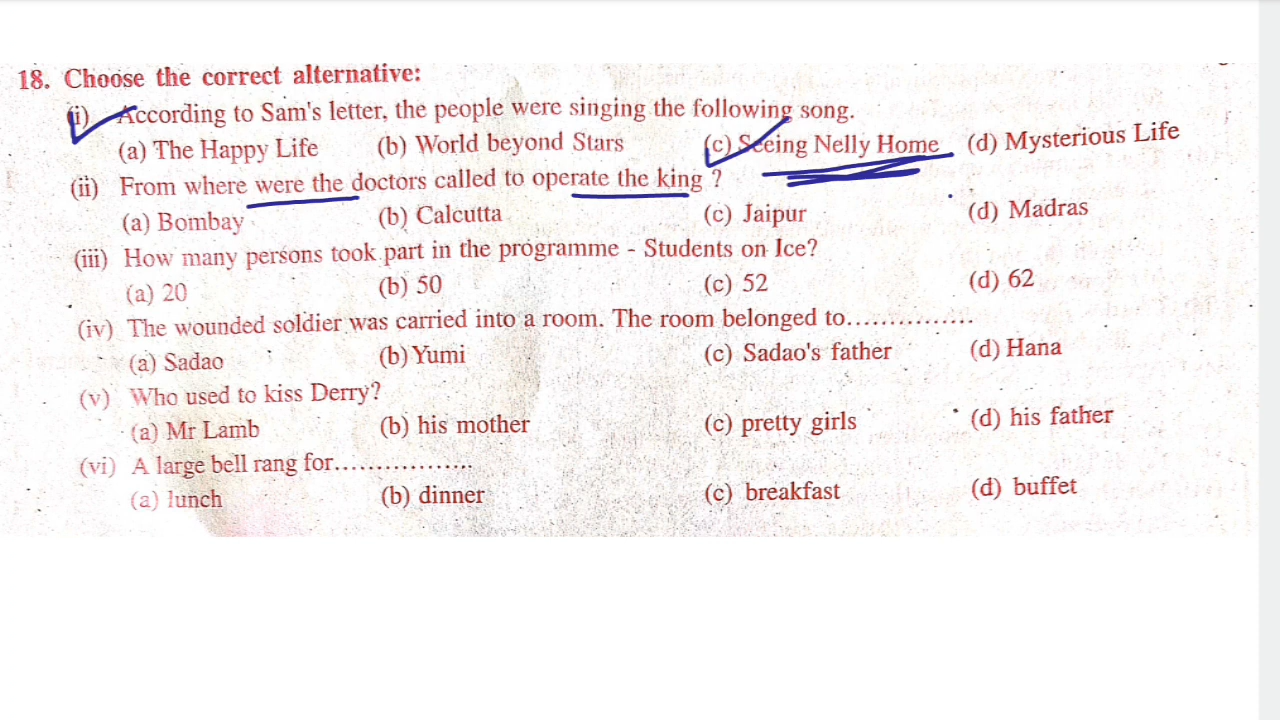 18. Choose the correct alternative:
(i) According to Sam's letter, the people were singing the following song.
(a) The Happy Life (b) World beyond Stars (c) Seeing Nelly Home (d) Mysterious Life
(ii) From where were the doctors called to operate the king ?
(a) Bombay (b) Calcutta (c) Jaipur (d) Madras
(iii) How many persons took part in the programme - Students on Ice?
(a) 20 (b) 50 (c) 52 (d) 62
(iv) The wounded soldier was carried into a room. The room belonged to...............
(a) Sadao (b) Yumi (c) Sadao's father (d) Hana
(v) Who used to kiss Derry?
(a) Mr Lamb (b) his mother (c) pretty girls (d) his father
(vi) A large bell rang for.................
(a) lunch (b) dinner (c) breakfast (d) buffet